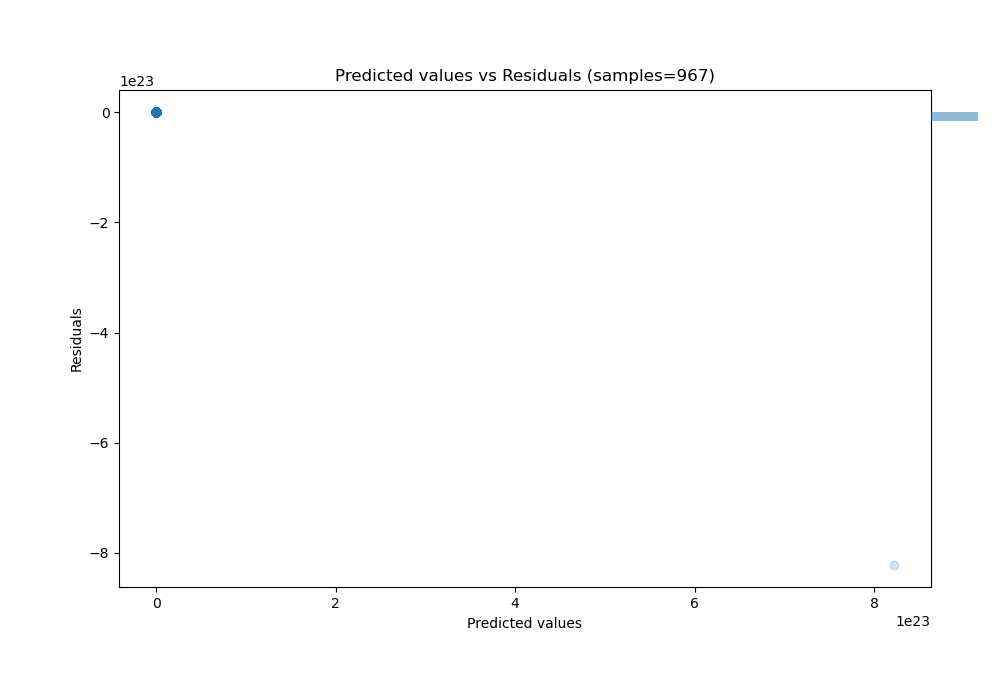 Predicted values vs Residuals (samples=967)
1e23
0
−2
−4
−6
−8
Residuals
0 2 4 6 8
1e23
Predicted values